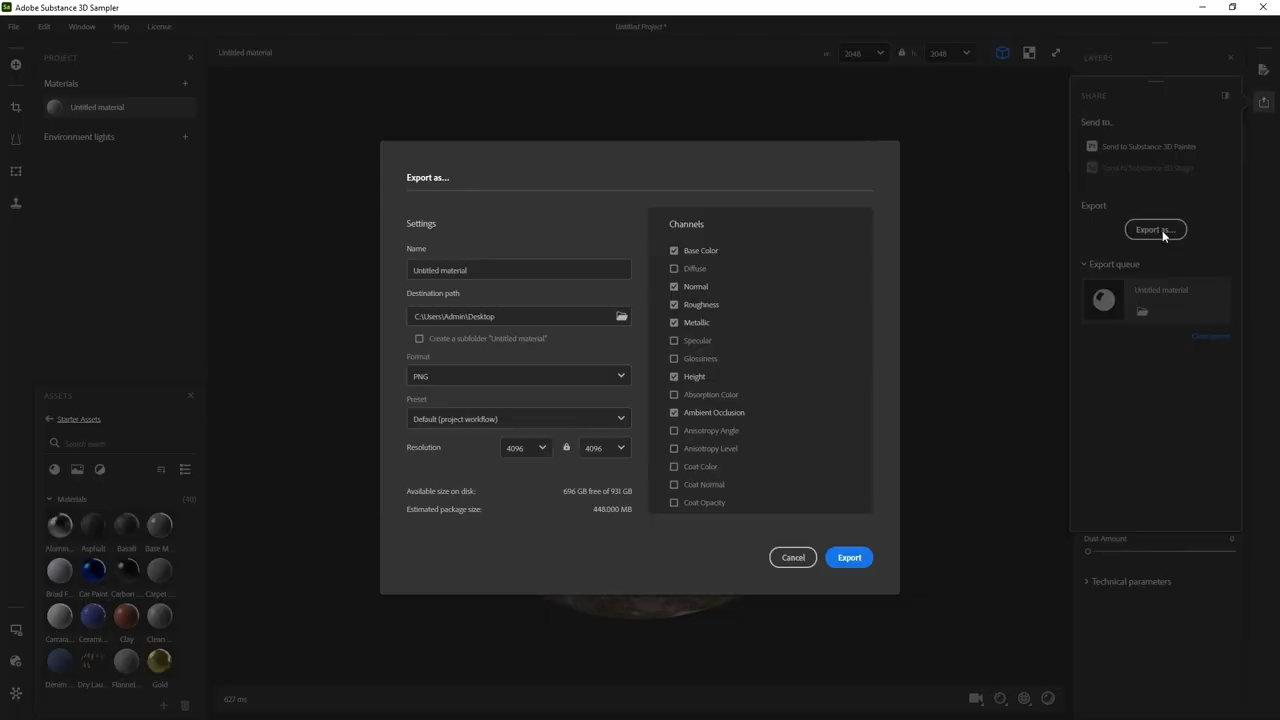 Adobe Substance 3D Sampler
File Edit Window Help License
Untitled Project *
PROJECT
Materials
Untitled material
Environment lights
Untitled material
2048
2048
LAYERS
SHARE
Send to..
Send to Substance 3D Painter
Send to Substance 3D Stager
Export
Export as...
Export queue
Untitled material
Export as...
Settings
Name
Untitled material
Destination path
C:\Users\Admin\Desktop
Create a subfolder "Untitled material"
Format
PNG
Preset
Default (project workflow)
Resolution
4096
4096
Available size on disk: 696 GB free of 931 GB
Estimated package size: 448.000 MB
Channels
Base Color
Diffuse
Normal
Roughness
Metallic
Specular
Glossiness
Height
Absorption Color
Ambient Occlusion
Anisotropy Angle
Anisotropy Level
Coat Color
Coat Normal
Coat Opacity
Cancel
Export
ASSETS
Starter Assets
Search assets
Materials (40)
Alumin... Asphalt Basalt Base M...
Braid F... Car Paint Carbon ... Carpet ...
Carrara... Cerami... Clay Clean ...
Denim ... Dry Lau... Flannel... Gold
Dust Amount 0
Technical parameters
627 ms